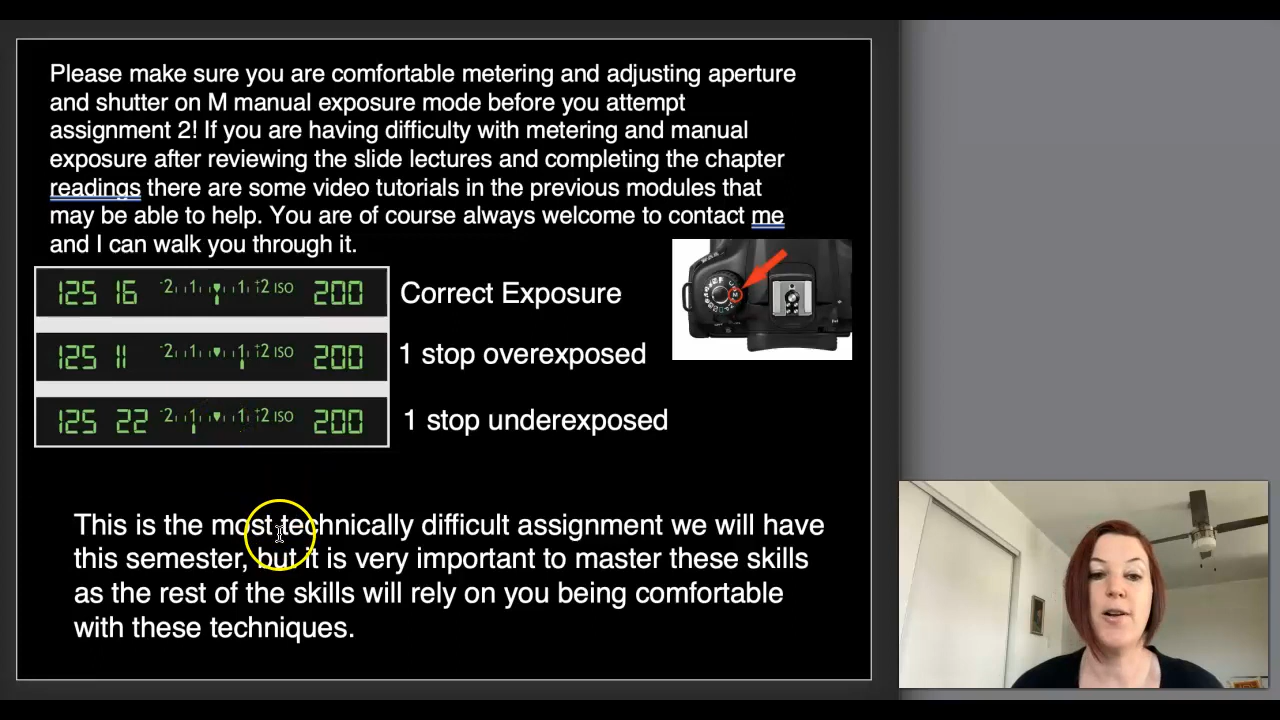 Please make sure you are comfortable metering and adjusting aperture
and shutter on M manual exposure mode before you attempt
assignment 2! If you are having difficulty with metering and manual
exposure after reviewing the slide lectures and completing the chapter
readings there are some video tutorials in the previous modules that
may be able to help. You are of course always welcome to contact me
and I can walk you through it.
125 16 -2 1 1 +2 ISO 200 Correct Exposure
125 11 -2 1 1 +2 ISO 200 1 stop overexposed
125 22 -2 1 1 +2 ISO 200 1 stop underexposed
This is the most technically difficult assignment we will have
this semester, but it is very important to master these skills
as the rest of the skills will rely on you being comfortable
with these techniques.